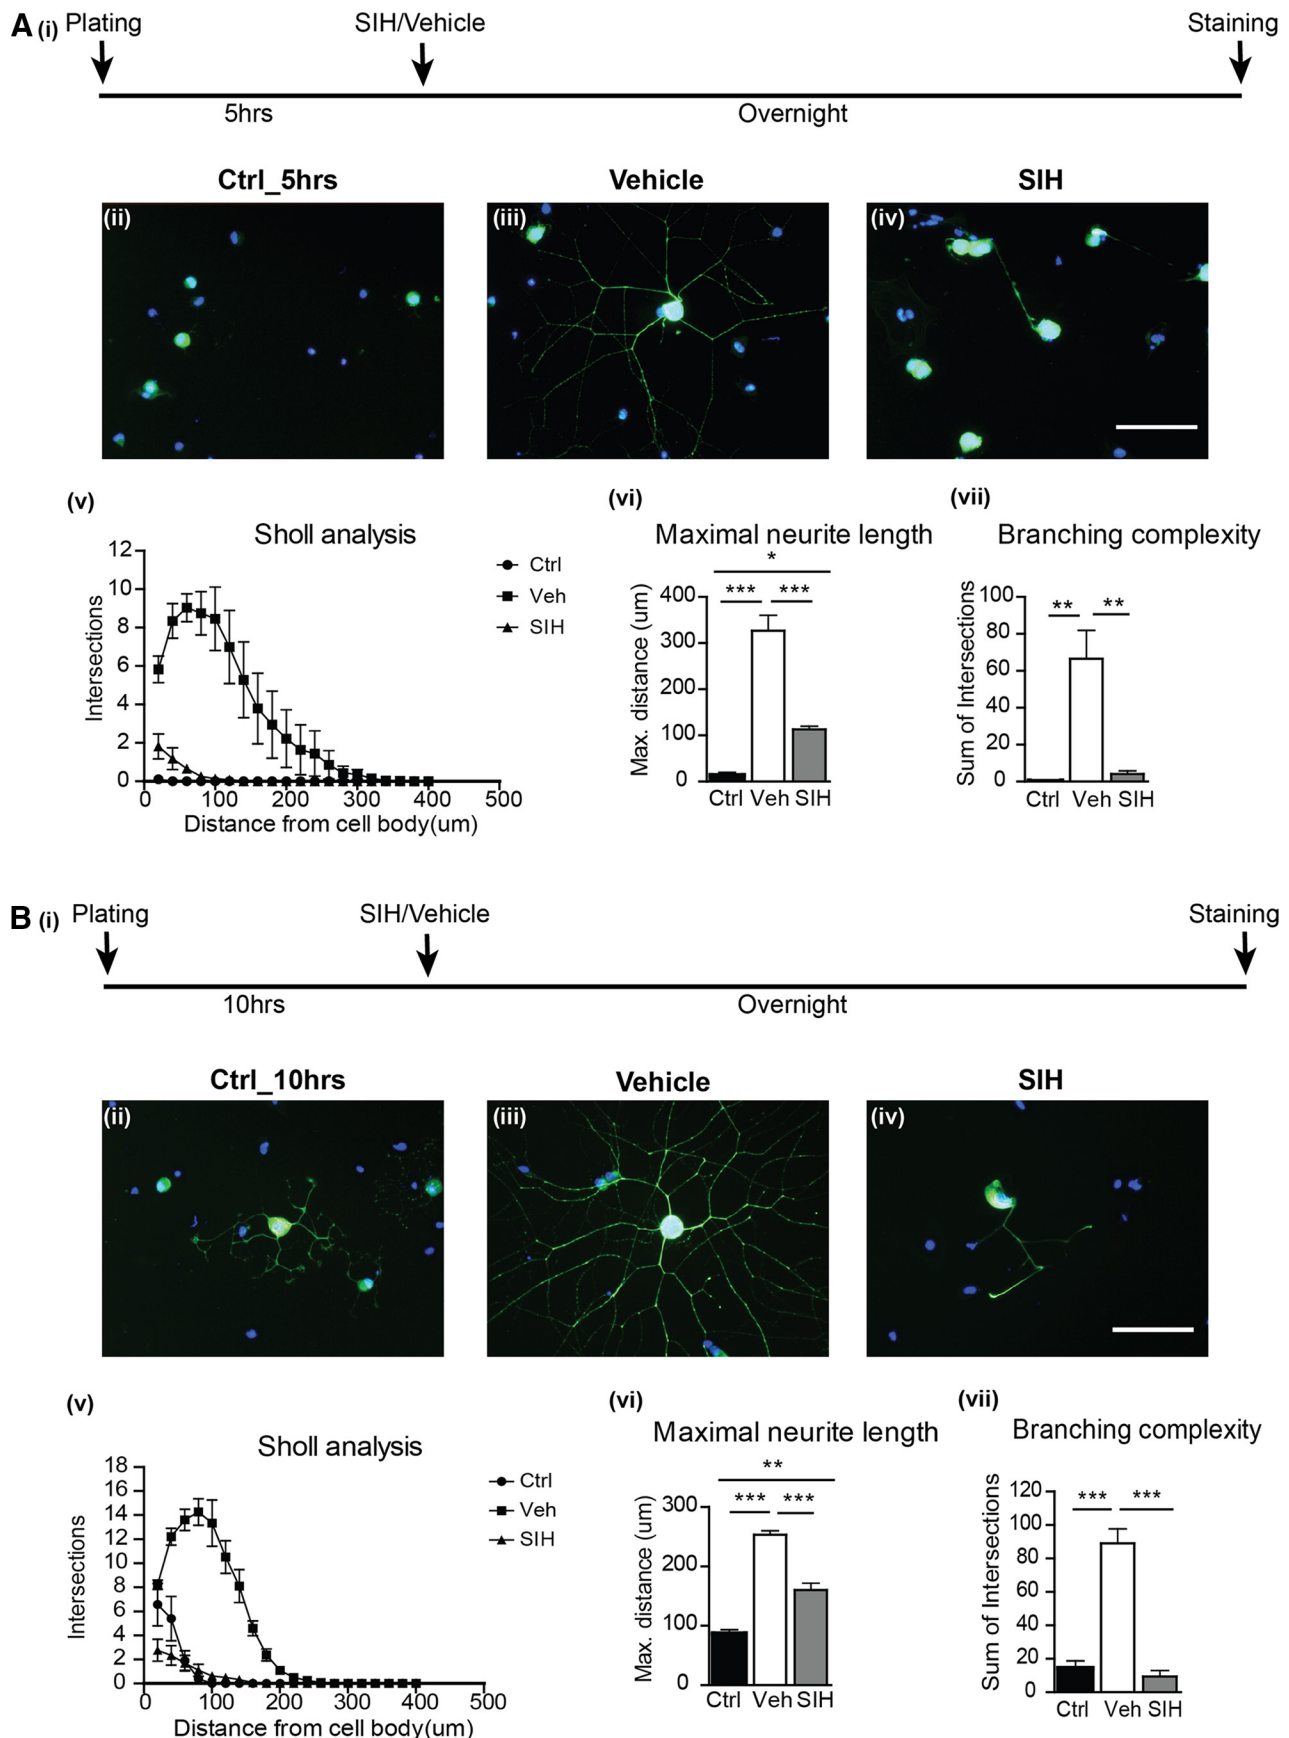 A (i) Plating SIH/Vehicle Staining
5hrs Overnight
Ctrl_5hrs Vehicle SIH
(ii) (iii) (iv)
(v) (vi) (vii)
Sholl analysis
Intersections
12
10
8
6
4
2
0
0 100 200 300 400 500
Distance from cell body(um)
Ctrl
Veh
SIH
Maximal neurite length
*
*** ***
Max. distance (um)
400
300
200
100
0
Ctrl Veh SIH
Branching complexity
** **
Sum of Intersections
100
80
60
40
20
0
Ctrl Veh SIH
B (i) Plating SIH/Vehicle Staining
10hrs Overnight
Ctrl_10hrs Vehicle SIH
(ii) (iii) (iv)
(v) (vi) (vii)
Sholl analysis
Intersections
18
16
14
12
10
8
6
4
2
0
0 100 200 300 400 500
Distance from cell body(um)
Ctrl
Veh
SIH
Maximal neurite length
**
*** ***
Max. distance (um)
300
200
100
0
Ctrl Veh SIH
Branching complexity
*** ***
Sum of Intersections
120
100
80
60
40
20
0
Ctrl Veh SIH